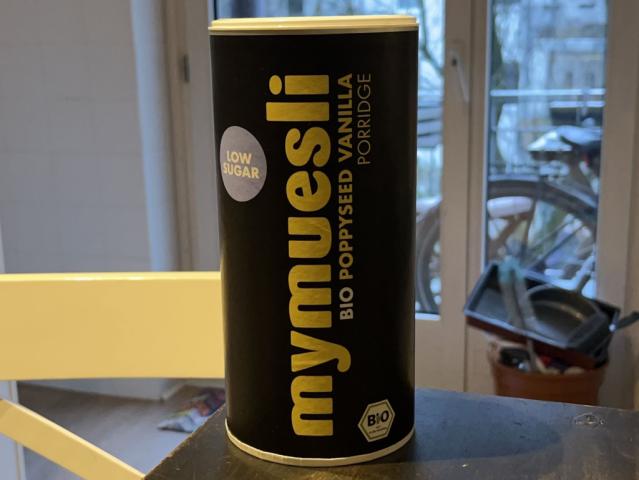 LOW
SUGAR
mymuesli
BIO POPPYSEED VANILLA
PORRIDGE
BIO